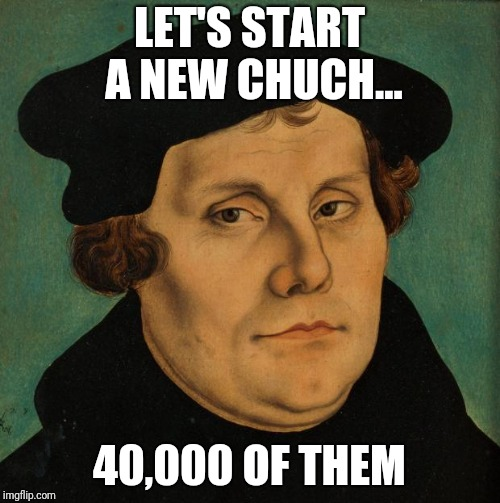 LET'S START
A NEW CHUCH...
40,000 OF THEM
imgflip.com